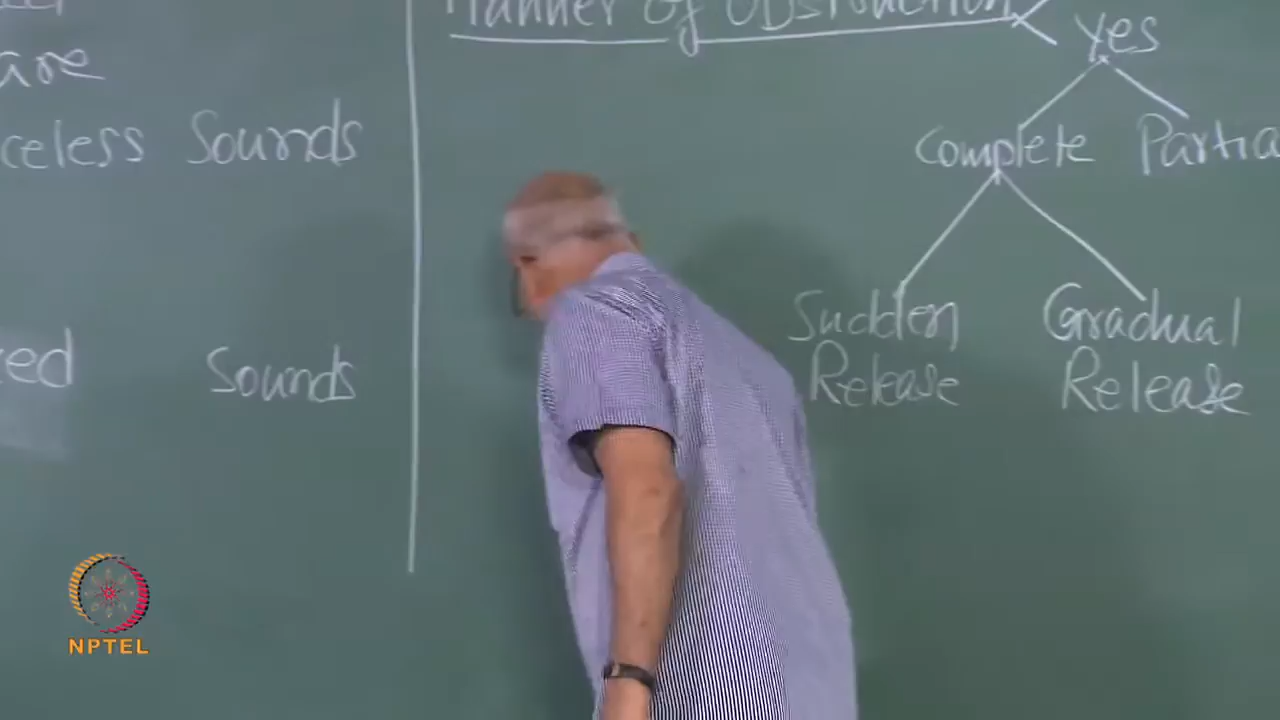 are
celess Sounds
ed Sounds
Manner of Obstruction
Yes
Complete Partia
Sudden Gradual
Release Release
NPTEL